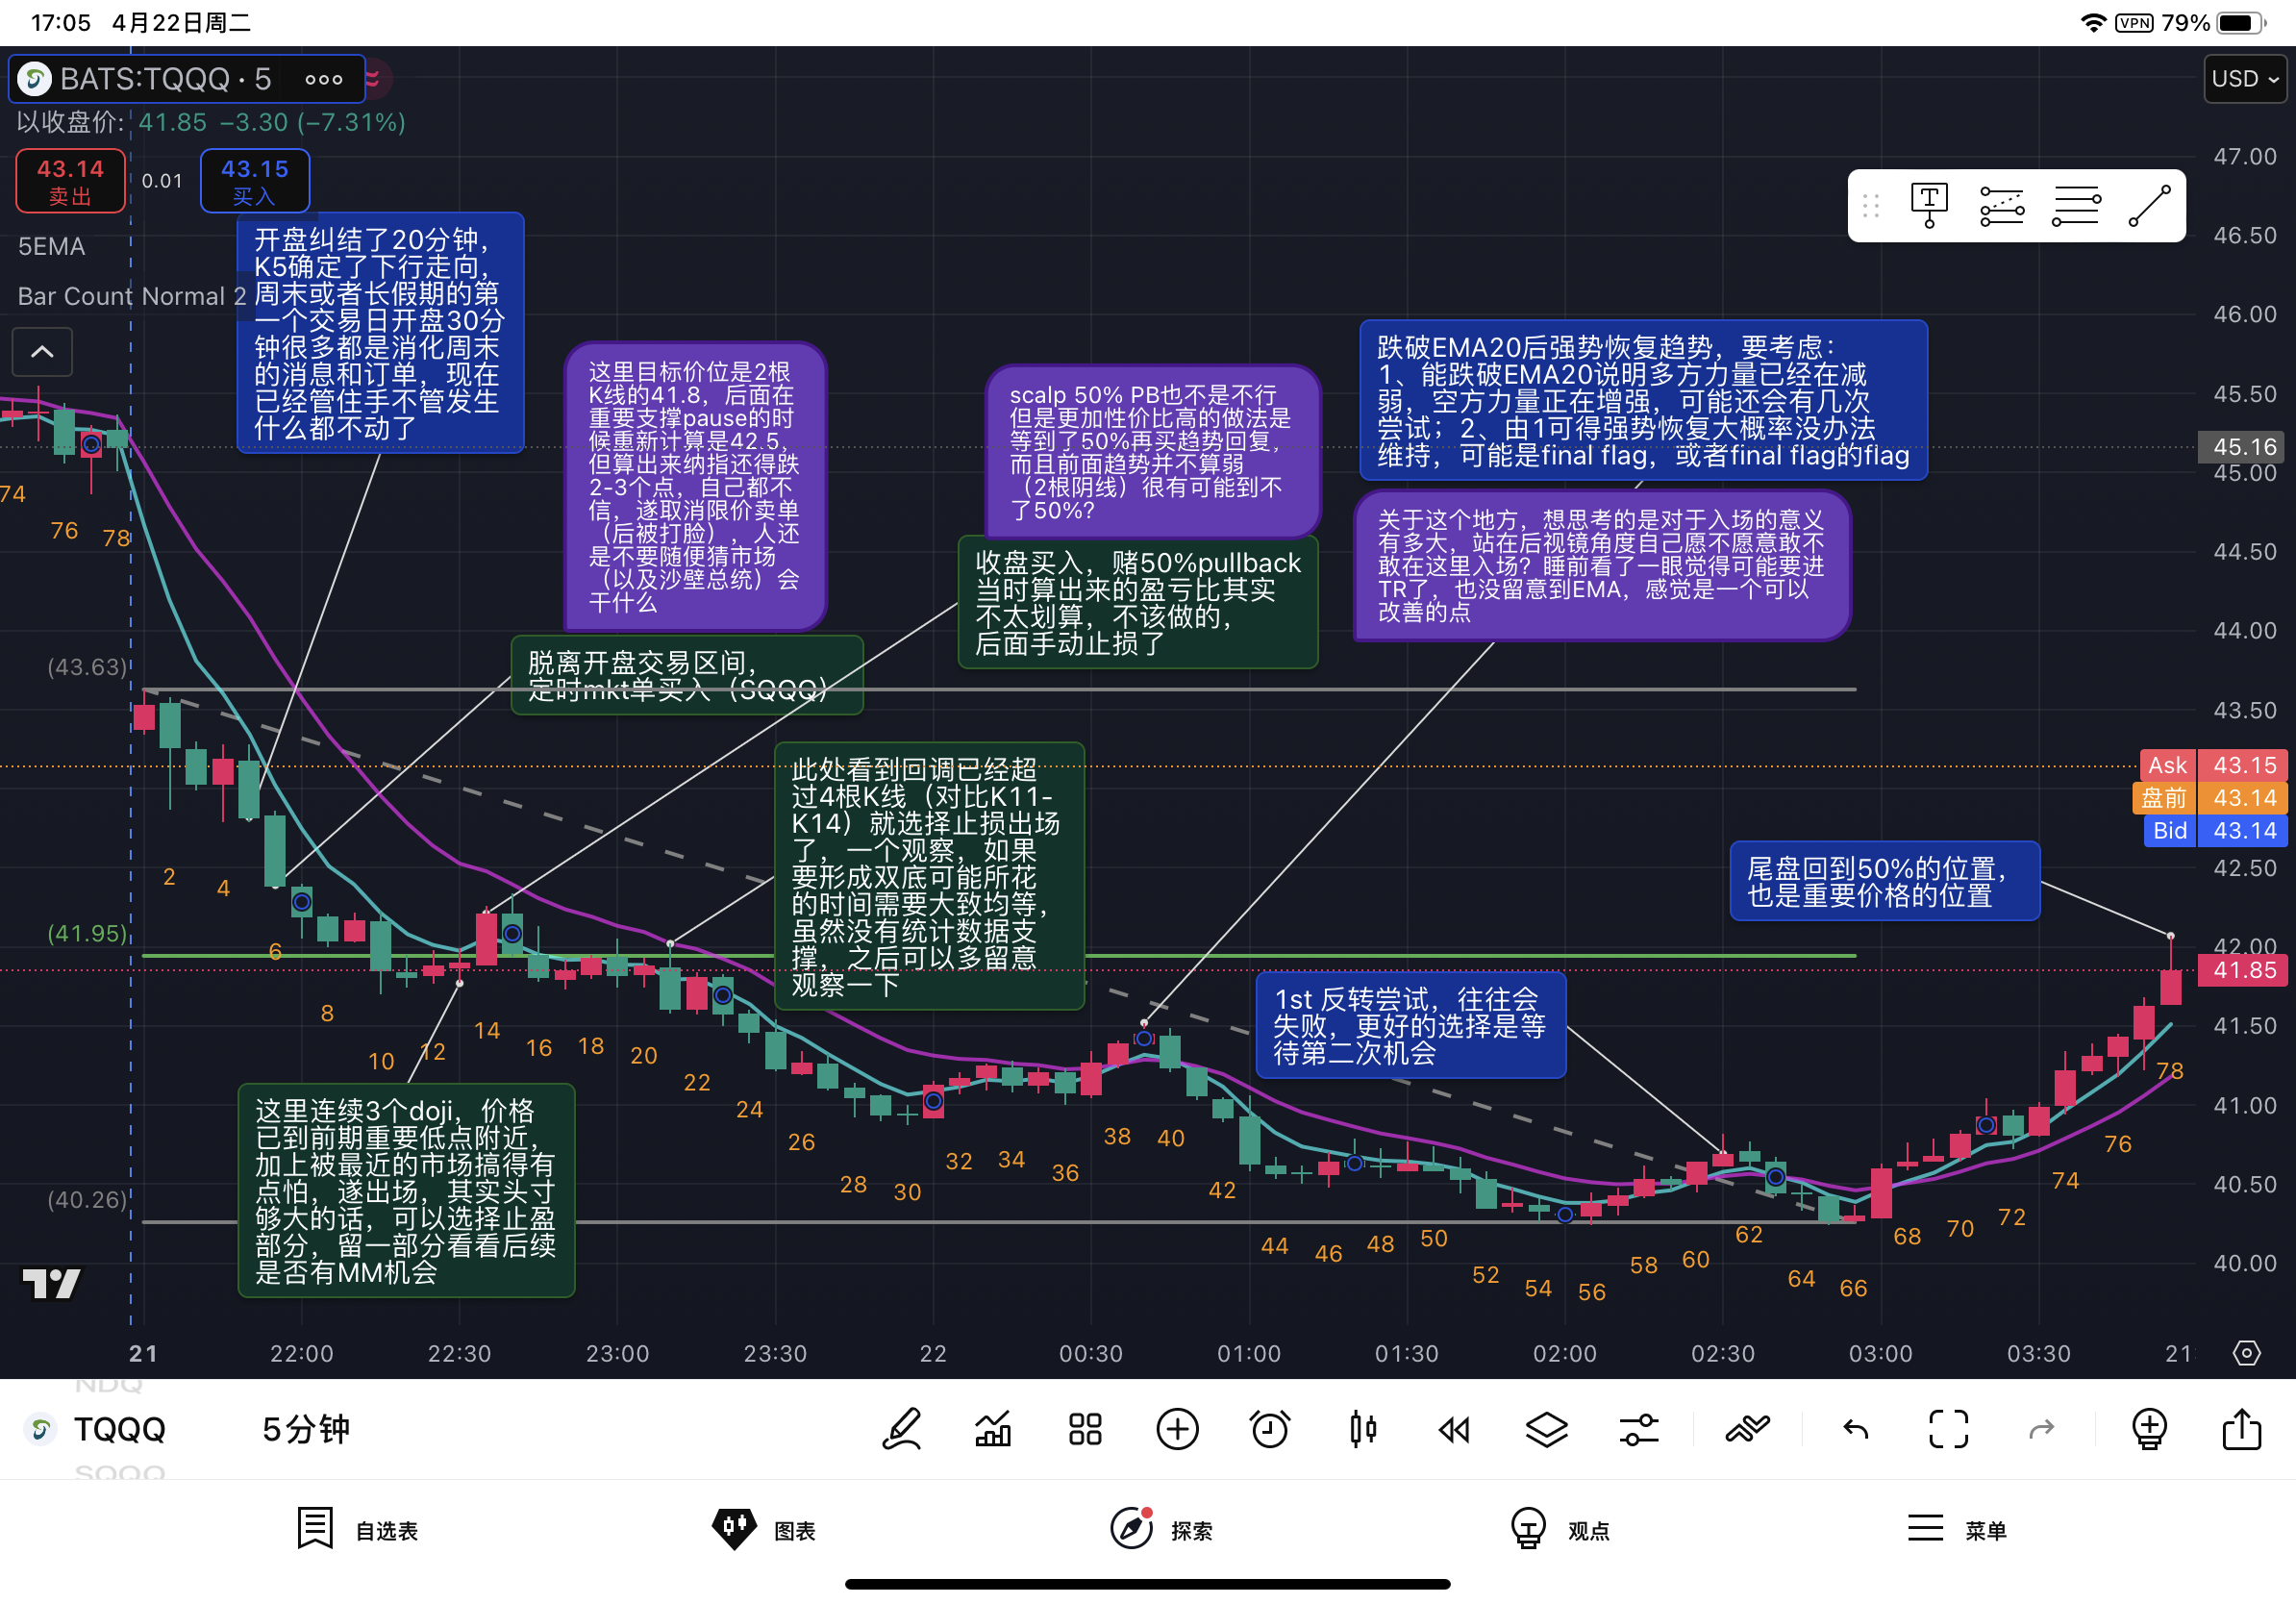 17:05 4月22日周二
VPN 79%
BATS:TQQQ · 5
USD
以收盘价: 41.85 −3.30 (−7.31%)
43.14
卖出
0.01
43.15
买入
5EMA
Bar Count Normal 2
开盘纠结了20分钟，
K5确定了下行走向，
周末或者长假期的第
一个交易日开盘30分
钟很多都是消化周末
的消息和订单，现在
已经管住手不管发生
什么都不动了
这里目标价位是2根
K线的41.8，后面在
重要支撑pause的时
候重新计算是42.5，
但算出来纳指还得跌
2-3个点，自己都不
信，遂取消限价卖单
（后被打脸），人还
是不要随便猜市场
（以及沙壁总统）会
干什么
scalp 50% PB也不是不行
但是更加性价比高的做法是
等到了50%再买趋势回复，
而且前面趋势并不算弱
（2根阴线）很有可能到不
了50%?
跌破EMA20后强势恢复趋势，要考虑：
1、能跌破EMA20说明多方力量已经在减
弱，空方力量正在增强，可能还会有几次
尝试；2、由1可得强势恢复大概率没办法
维持，可能是final flag，或者final flag的flag
关于这个地方，想思考的是对于入场的意义
有多大，站在后视镜角度自己愿不愿意敢不
敢在这里入场？睡前看了一眼觉得可能要进
TR了，也没留意到EMA，感觉是一个可以
改善的点
收盘买入，赌50%pullback
当时算出来的盈亏比其实
不太划算，不该做的，
后面手动止损了
脱离开盘交易区间，
定时mkt单买入（SQQQ）
此处看到回调已经超
过4根K线（对比K11-
K14）就选择止损出场
了，一个观察，如果
要形成双底可能所花
的时间需要大致均等，
虽然没有统计数据支
撑，之后可以多留意
观察一下
尾盘回到50%的位置，
也是重要价格的位置
1st 反转尝试，往往会
失败，更好的选择是等
待第二次机会
这里连续3个doji，价格
已到前期重要低点附近，
加上被最近的市场搞得有
点怕，遂出场，其实头寸
够大的话，可以选择止盈
部分，留一部分看看后续
是否有MM机会
(43.63)
(41.95)
(40.26)
74 76 78
2 4 6 8 10 12 14 16 18 20 22 24 26 28 30 32 34 36 38 40 42 44 46 48 50 52 54 56 58 60 62 64 66 68 70 72 74 76 78
47.00
46.50
46.00
45.50
45.16
45.00
44.50
44.00
43.50
Ask 43.15
盘前 43.14
Bid 43.14
42.50
42.00
41.85
41.50
41.00
40.50
40.00
21 22:00 22:30 23:00 23:30 22 00:30 01:00 01:30 02:00 02:30 03:00 03:30 21:
NDQ
TQQQ 5分钟
SQQQ
自选表 图表 探索 观点 菜单